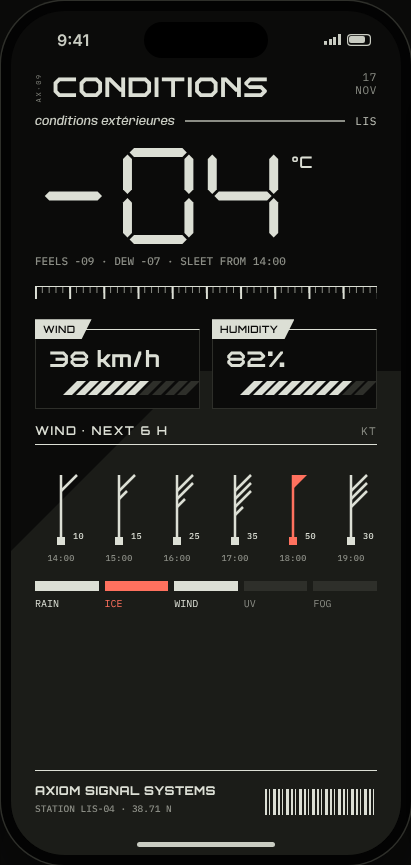 9:41
AX-09
CONDITIONS
17
NOV
conditions extérieures
LIS
-04 °C
FEELS -09 · DEW -07 · SLEET FROM 14:00
WIND
38 km/h
HUMIDITY
82%
WIND · NEXT 6 H
KT
10 15 25 35 50 30
14:00 15:00 16:00 17:00 18:00 19:00
RAIN ICE WIND UV FOG
AXIOM SIGNAL SYSTEMS
STATION LIS-04 · 38.71 N